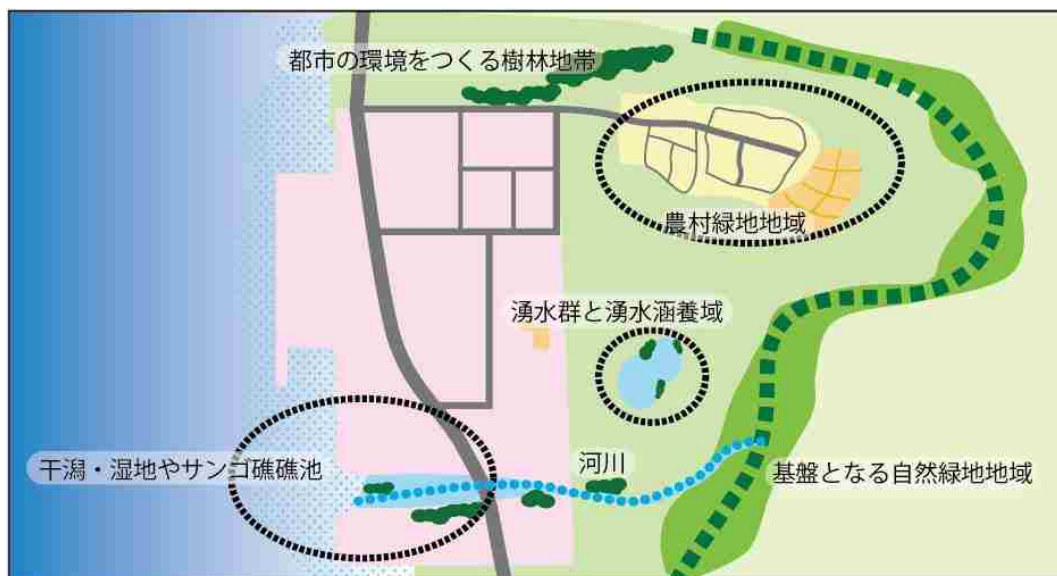 都市の環境をつくる樹林地帯
農村緑地地域
湧水群と湧水涵養域
干潟・湿地やサンゴ礁礁池
河川
基盤となる自然緑地地域